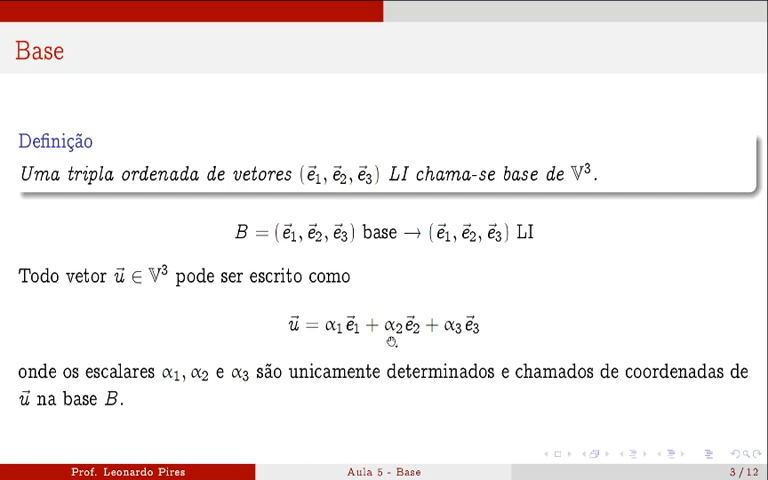 Base
Definição
Uma tripla ordenada de vetores (e⃗₁, e⃗₂, e⃗₃) LI chama-se base de 𝕍³.
B = (e⃗₁, e⃗₂, e⃗₃) base → (e⃗₁, e⃗₂, e⃗₃) LI
Todo vetor u⃗ ∈ 𝕍³ pode ser escrito como
u⃗ = α₁e⃗₁ + α₂e⃗₂ + α₃e⃗₃
onde os escalares α₁, α₂ e α₃ são unicamente determinados e chamados de coordenadas de
u⃗ na base B.
Prof. Leonardo Pires Aula 5 - Base 3 / 12